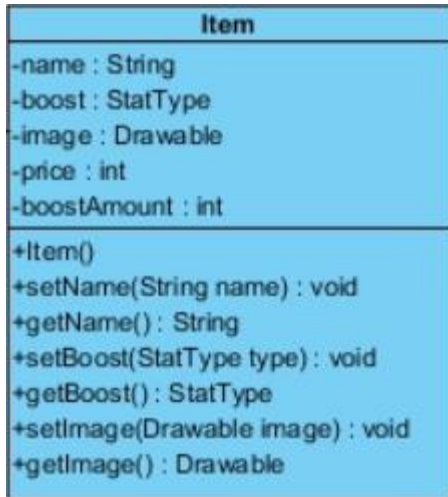 Item
-name : String
-boost : StatType
-image : Drawable
-price : int
-boostAmount : int
+Item()
+setName(String name) : void
+getName() : String
+setBoost(StatType type) : void
+getBoost() : StatType
+setImage(Drawable image) : void
+getImage() : Drawable